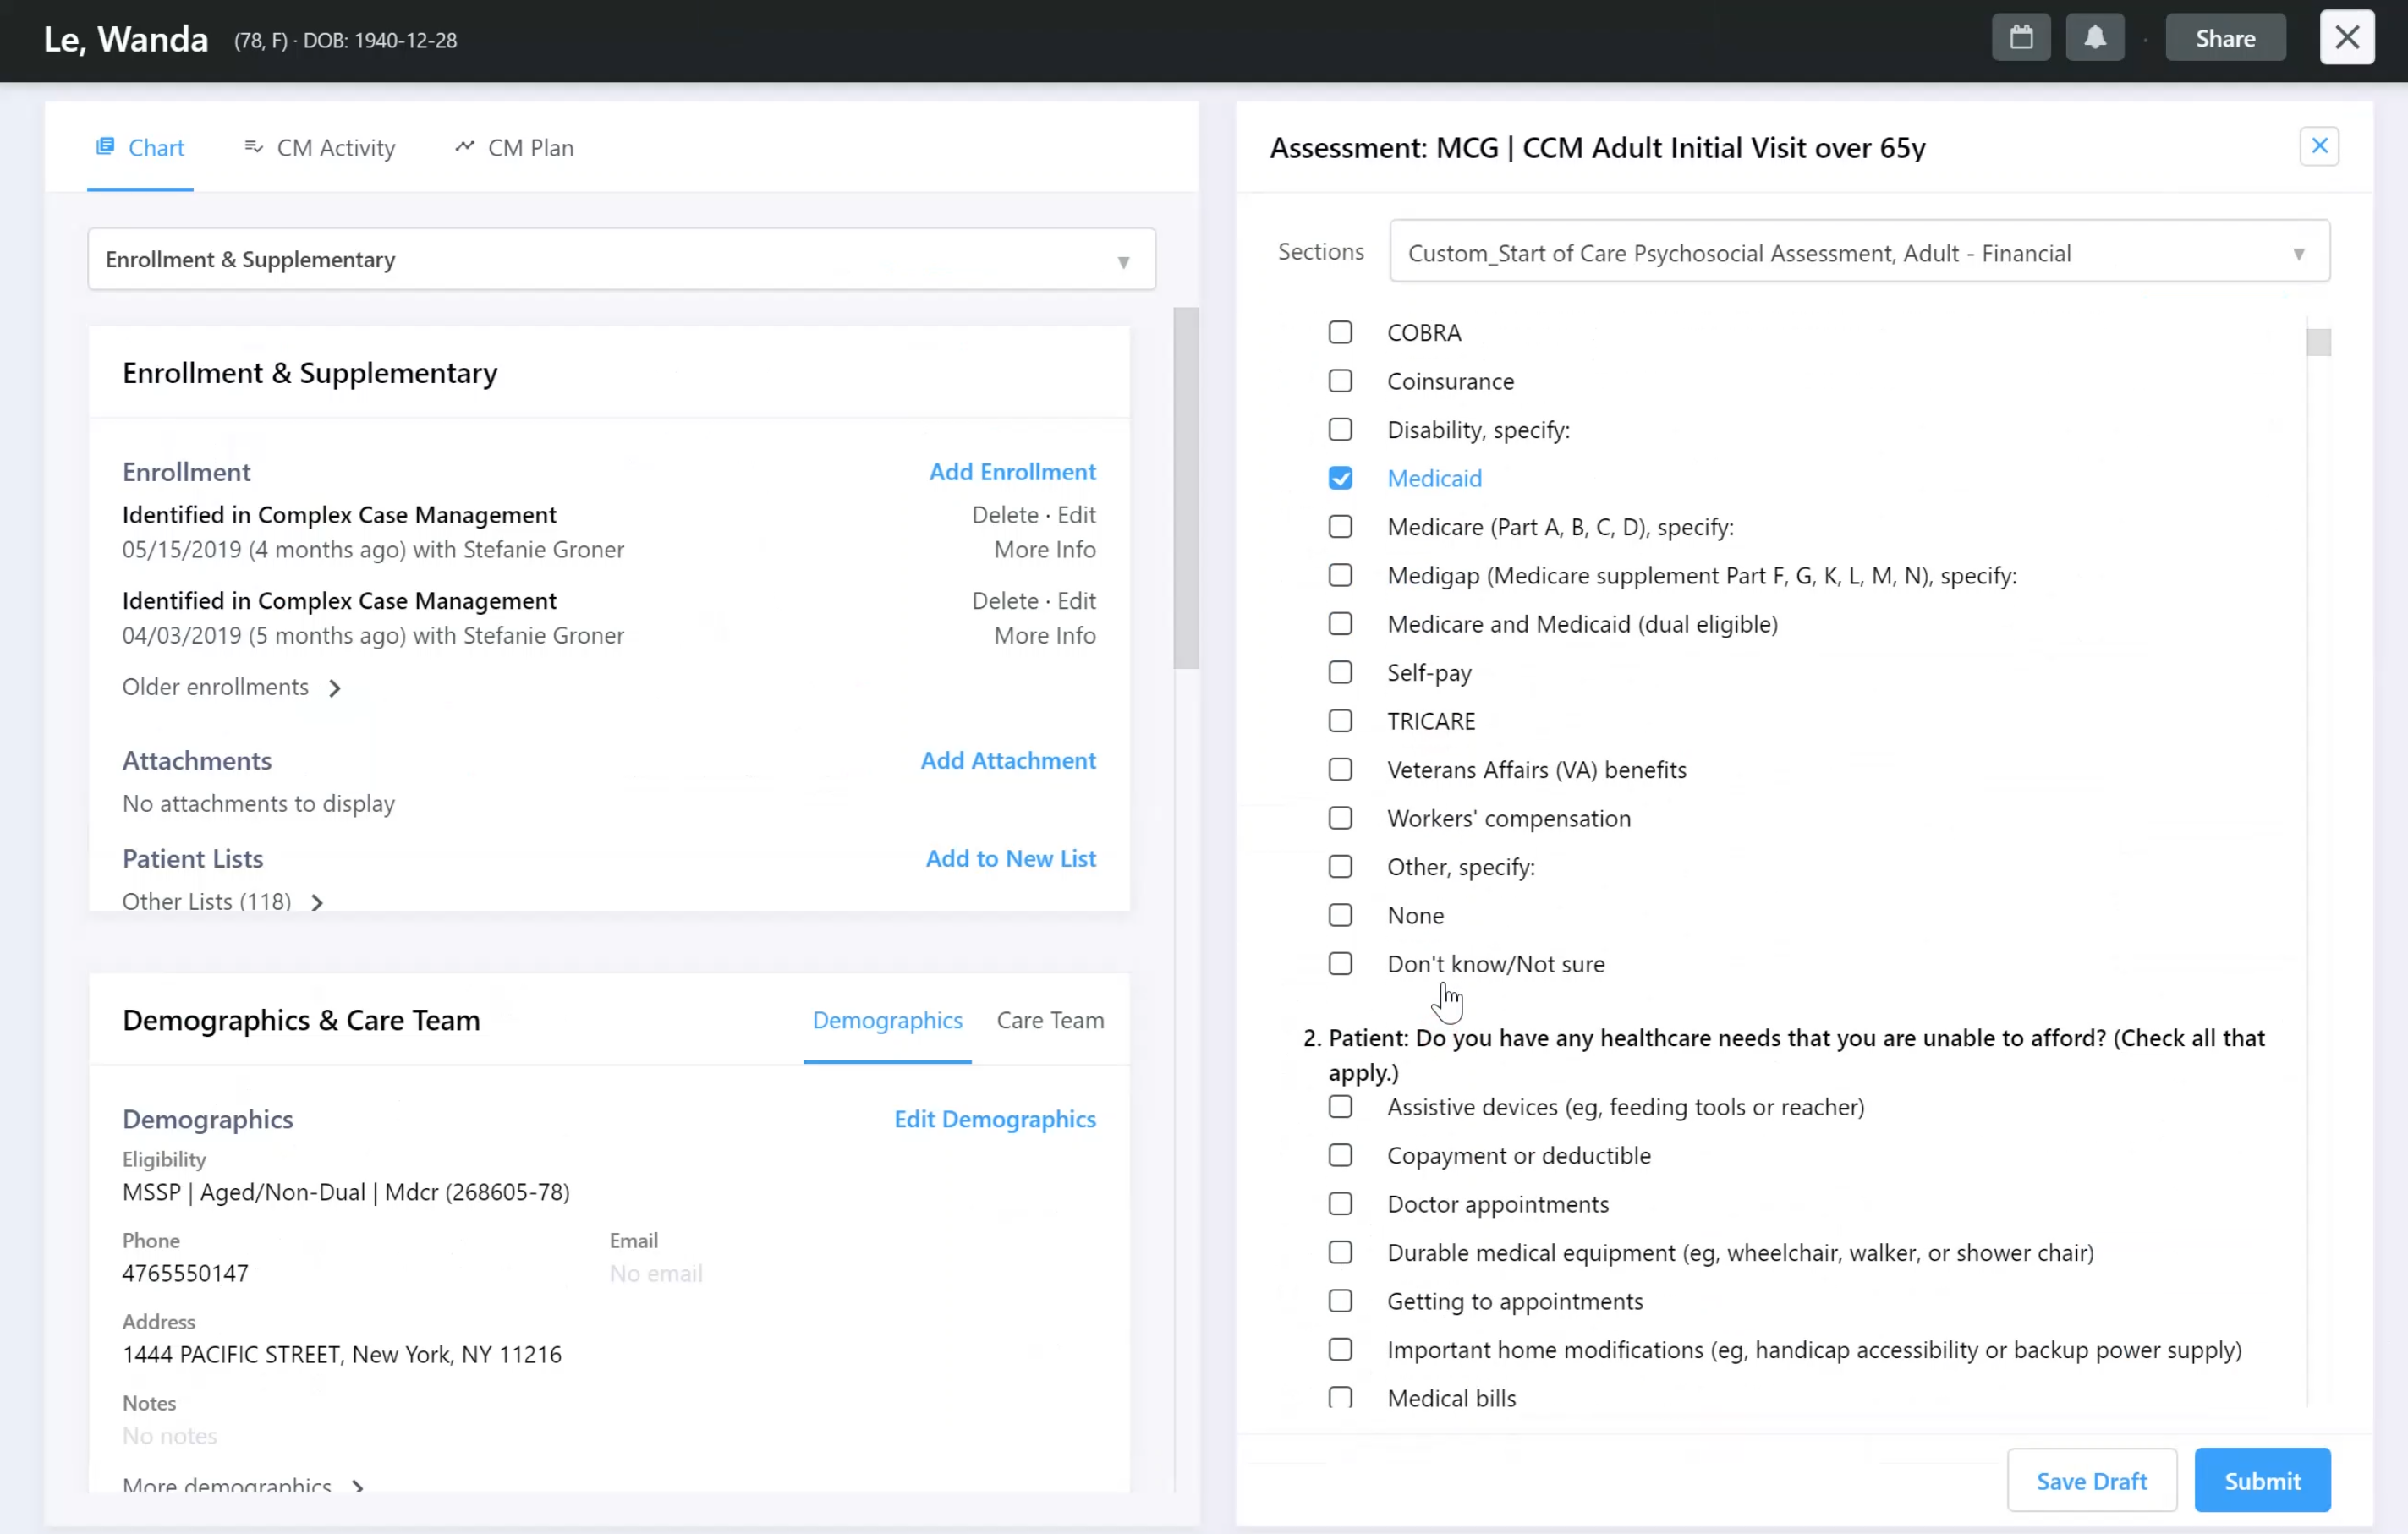 Le, Wanda (78, F) · DOB: 1940-12-28
Share
Chart
CM Activity
CM Plan
Enrollment & Supplementary
Enrollment & Supplementary
Enrollment
Add Enrollment
Identified in Complex Case Management
Delete · Edit
05/15/2019 (4 months ago) with Stefanie Groner
More Info
Identified in Complex Case Management
Delete · Edit
04/03/2019 (5 months ago) with Stefanie Groner
More Info
Older enrollments
Attachments
Add Attachment
No attachments to display
Patient Lists
Add to New List
Other Lists (118)
Demographics & Care Team
Demographics
Care Team
Demographics
Edit Demographics
Eligibility
MSSP | Aged/Non-Dual | Mdcr (268605-78)
Phone
Email
4765550147
No email
Address
1444 PACIFIC STREET, New York, NY 11216
Notes
No notes
More demographics
Assessment: MCG | CCM Adult Initial Visit over 65y
Sections
Custom_Start of Care Psychosocial Assessment, Adult - Financial
COBRA
Coinsurance
Disability, specify:
Medicaid
Medicare (Part A, B, C, D), specify:
Medigap (Medicare supplement Part F, G, K, L, M, N), specify:
Medicare and Medicaid (dual eligible)
Self-pay
TRICARE
Veterans Affairs (VA) benefits
Workers' compensation
Other, specify:
None
Don't know/Not sure
2. Patient: Do you have any healthcare needs that you are unable to afford? (Check all that
apply.)
Assistive devices (eg, feeding tools or reacher)
Copayment or deductible
Doctor appointments
Durable medical equipment (eg, wheelchair, walker, or shower chair)
Getting to appointments
Important home modifications (eg, handicap accessibility or backup power supply)
Medical bills
Save Draft
Submit